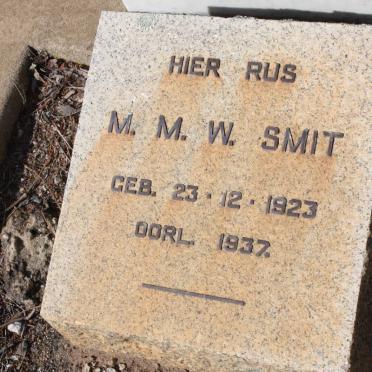 HIER RUS
M. M. W. SMIT
GEB. 23 · 12 · 1923
OORL. 1937.